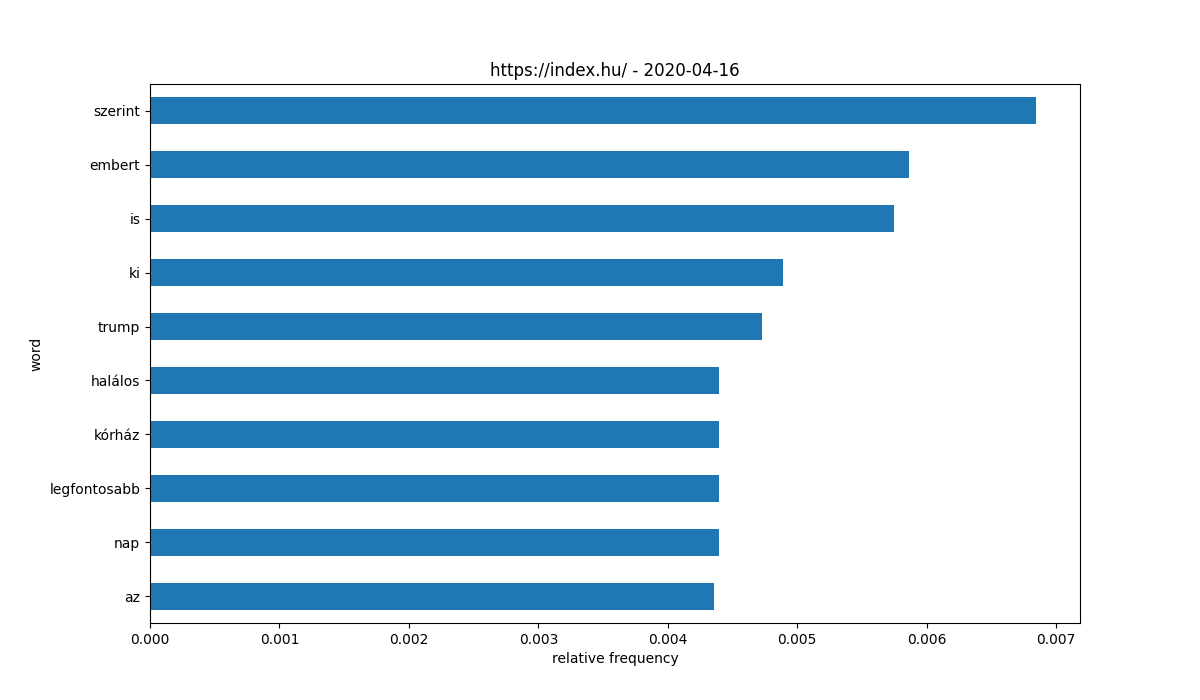 https://index.hu/ - 2020-04-16
szerint
embert
is
ki
trump
halálos
kórház
legfontosabb
nap
az
word
0.000 0.001 0.002 0.003 0.004 0.005 0.006 0.007
relative frequency